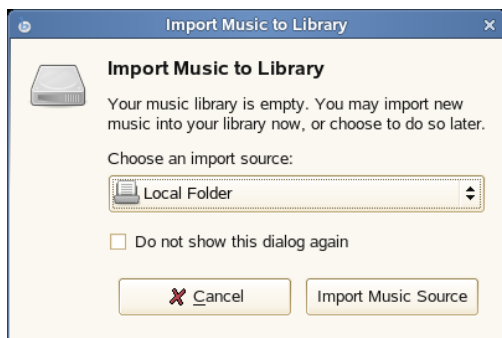 Import Music to Library
Import Music to Library
Your music library is empty. You may import new
music into your library now, or choose to do so later.
Choose an import source:
Local Folder
Do not show this dialog again
Cancel
Import Music Source